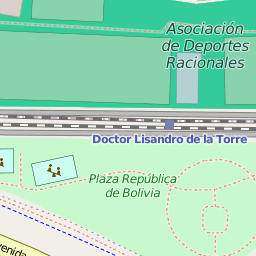 Asociación
de Deportes
Racionales
Doctor Lisandro de la Torre
Plaza República
de Bolivia